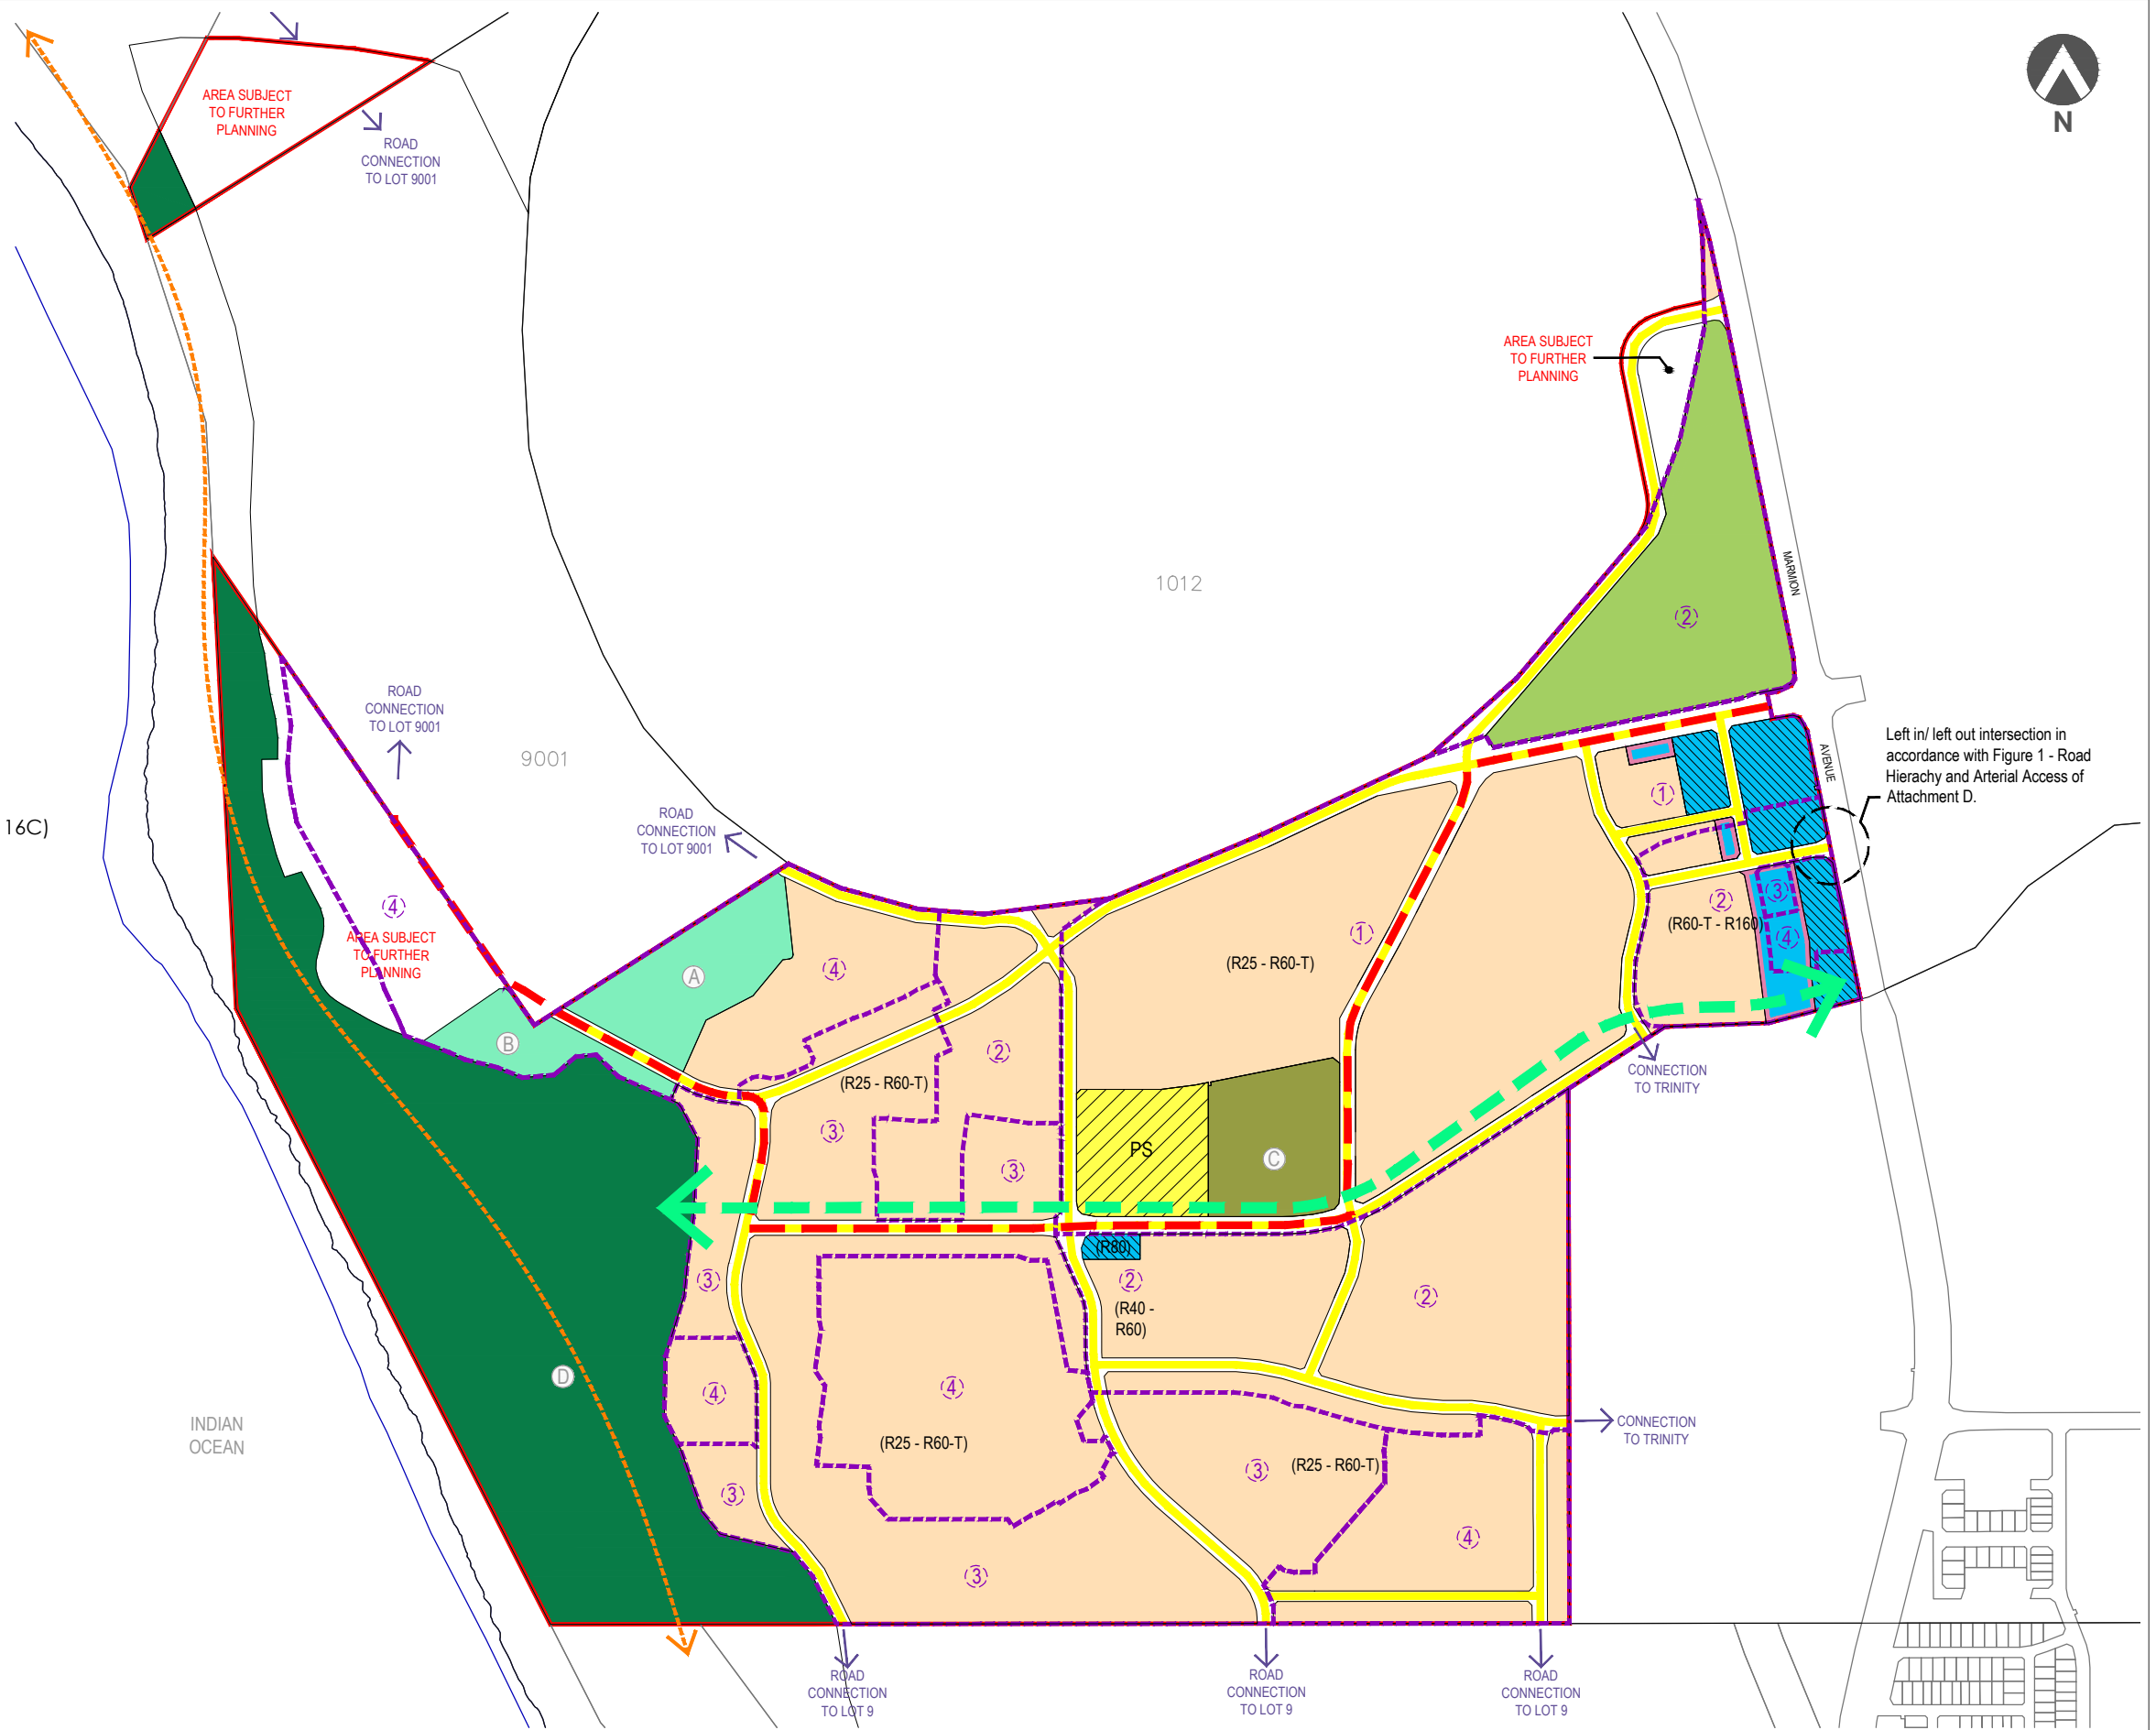 AREA SUBJECT
TO FURTHER
PLANNING
ROAD
CONNECTION
TO LOT 9001
N
AREA SUBJECT
TO FURTHER
PLANNING
1012
MARMION
2
ROAD
CONNECTION
TO LOT 9001
9001
Left in/ left out intersection in
accordance with Figure 1 - Road
Hierachy and Arterial Access of
Attachment D.
AVENUE
16C)
ROAD
CONNECTION
TO LOT 9001
1
4
AREA SUBJECT
TO FURTHER
PLANNING
2
(R60-T - R160)
3
4
1
(R25 - R60-T)
A
4
B
2
(R25 - R60-T)
3
3
CONNECTION
TO TRINITY
PS
C
(R80)
2
(R40 -
R60)
2
3
D
4
4
(R25 - R60-T)
INDIAN
OCEAN
CONNECTION
TO TRINITY
3
(R25 - R60-T)
3
4
3
ROAD
CONNECTION
TO LOT 9
ROAD
CONNECTION
TO LOT 9
ROAD
CONNECTION
TO LOT 9